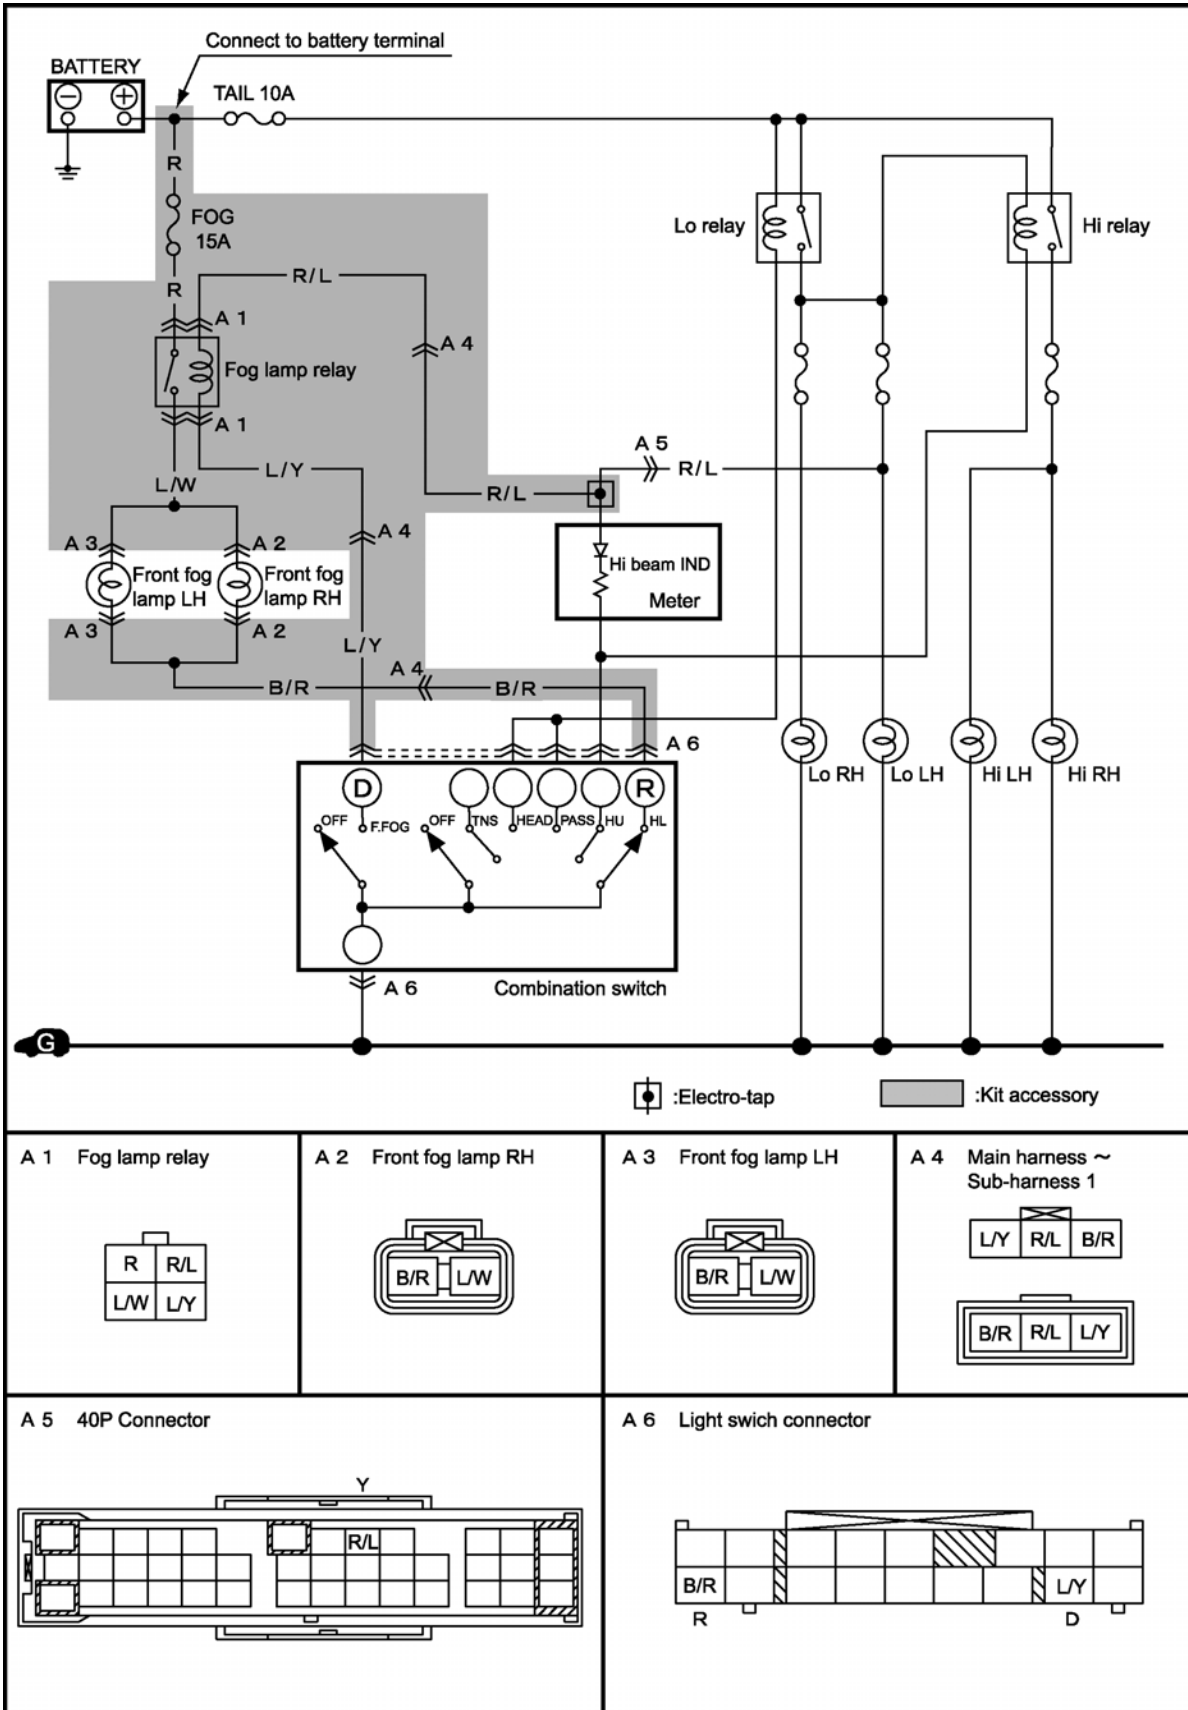 Connect to battery terminal
BATTERY
TAIL 10A
R
FOG
15A
Lo relay
Hi relay
R
R/L
A 1
A 4
Fog lamp relay
A 1
A 5
R/L
L/Y
L/W
R/L
A 3
A 2
A 4
Front fog
lamp LH
Front fog
lamp RH
Hi beam IND
Meter
A 3
A 2
L/Y
A 4
B/R
B/R
A 6
Lo RH
Lo LH
Hi LH
Hi RH
D
R
OFF
F.FOG
OFF
TNS
HEAD
PASS
HU
HL
A 6
Combination switch
G
:Electro-tap
:Kit accessory
A 1 Fog lamp relay
R
R/L
L/W
L/Y
A 2 Front fog lamp RH
B/R
L/W
A 3 Front fog lamp LH
B/R
L/W
A 4 Main harness ~
Sub-harness 1
L/Y
R/L
B/R
B/R
R/L
L/Y
A 5 40P Connector
Y
R/L
A 6 Light swich connector
B/R
L/Y
R
D